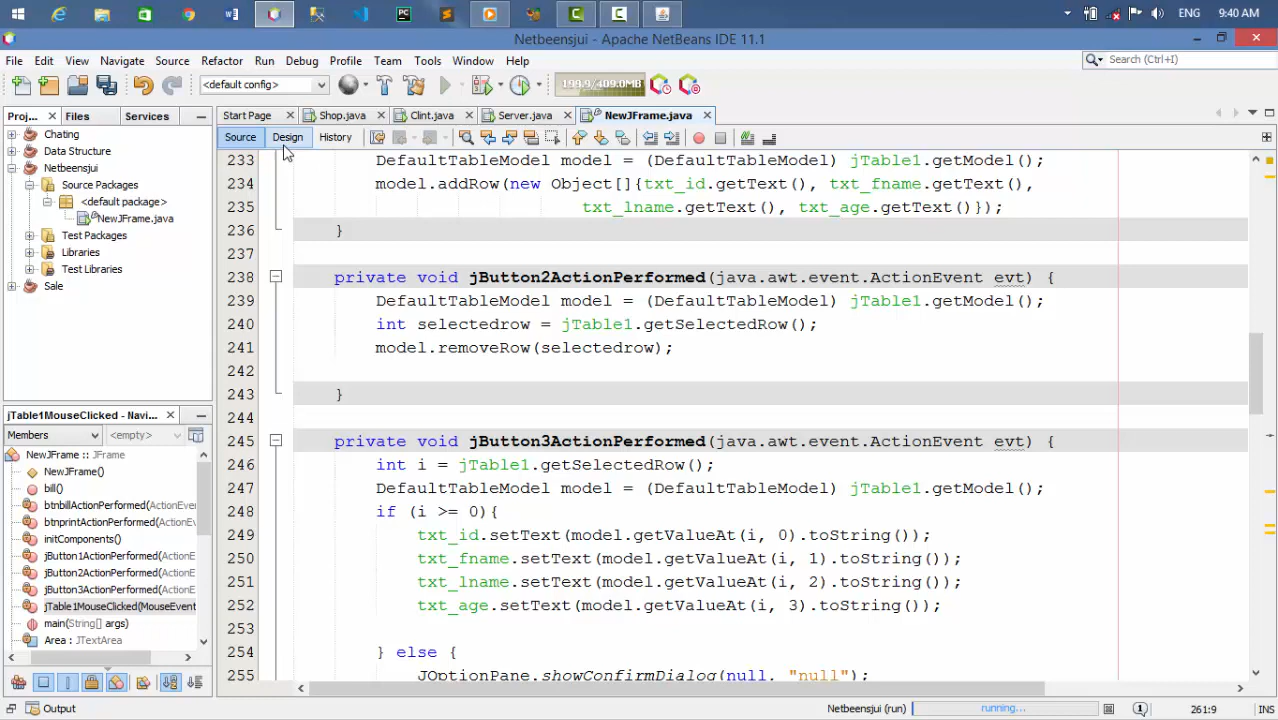 ENG
9:40 AM
Netbeensjui - Apache NetBeans IDE 11.1
File Edit View Navigate Source Refactor Run Debug Profile Team Tools Window Help
Search (Ctrl+I)
<default config>
199.9/409.0MB
Proj... Files Services
Start Page Shop.java Clint.java Server.java NewJFrame.java
Source Design History
Chating
Data Structure
Netbeensjui
Source Packages
<default package>
NewJFrame.java
Test Packages
Libraries
Test Libraries
Sale
jTable1MouseClicked - Navi...
Members <empty>
NewJFrame :: JFrame
NewJFrame()
bill()
btnbillActionPerformed(ActionEv
btnprintActionPerformed(ActionEv
initComponents()
jButton1ActionPerformed(ActionE
jButton2ActionPerformed(ActionE
jButton3ActionPerformed(ActionE
jTable1MouseClicked(MouseEvent
main(String[] args)
Area : JTextArea
233 DefaultTableModel model = (DefaultTableModel) jTable1.getModel();
234 model.addRow(new Object[]{txt_id.getText(), txt_fname.getText(),
235 txt_lname.getText(), txt_age.getText()});
236 }
237
238 private void jButton2ActionPerformed(java.awt.event.ActionEvent evt) {
239 DefaultTableModel model = (DefaultTableModel) jTable1.getModel();
240 int selectedrow = jTable1.getSelectedRow();
241 model.removeRow(selectedrow);
242
243 }
244
245 private void jButton3ActionPerformed(java.awt.event.ActionEvent evt) {
246 int i = jTable1.getSelectedRow();
247 DefaultTableModel model = (DefaultTableModel) jTable1.getModel();
248 if (i >= 0){
249 txt_id.setText(model.getValueAt(i, 0).toString());
250 txt_fname.setText(model.getValueAt(i, 1).toString());
251 txt_lname.setText(model.getValueAt(i, 2).toString());
252 txt_age.setText(model.getValueAt(i, 3).toString());
253
254 } else {
255 JOptionPane.showConfirmDialog(null, "null");
Output
Netbeensjui (run) running... 261:9 INS